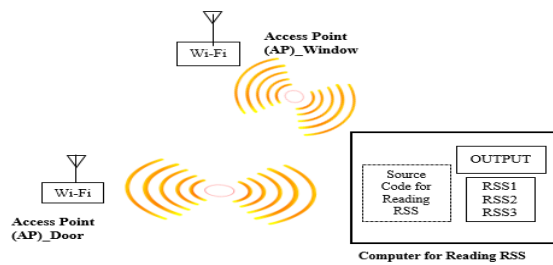 Wi-Fi
Access Point
(AP)_Window
Wi-Fi
Access Point
(AP)_Door
Source
Code for
Reading
RSS
OUTPUT
RSS1
RSS2
RSS3
Computer for Reading RSS